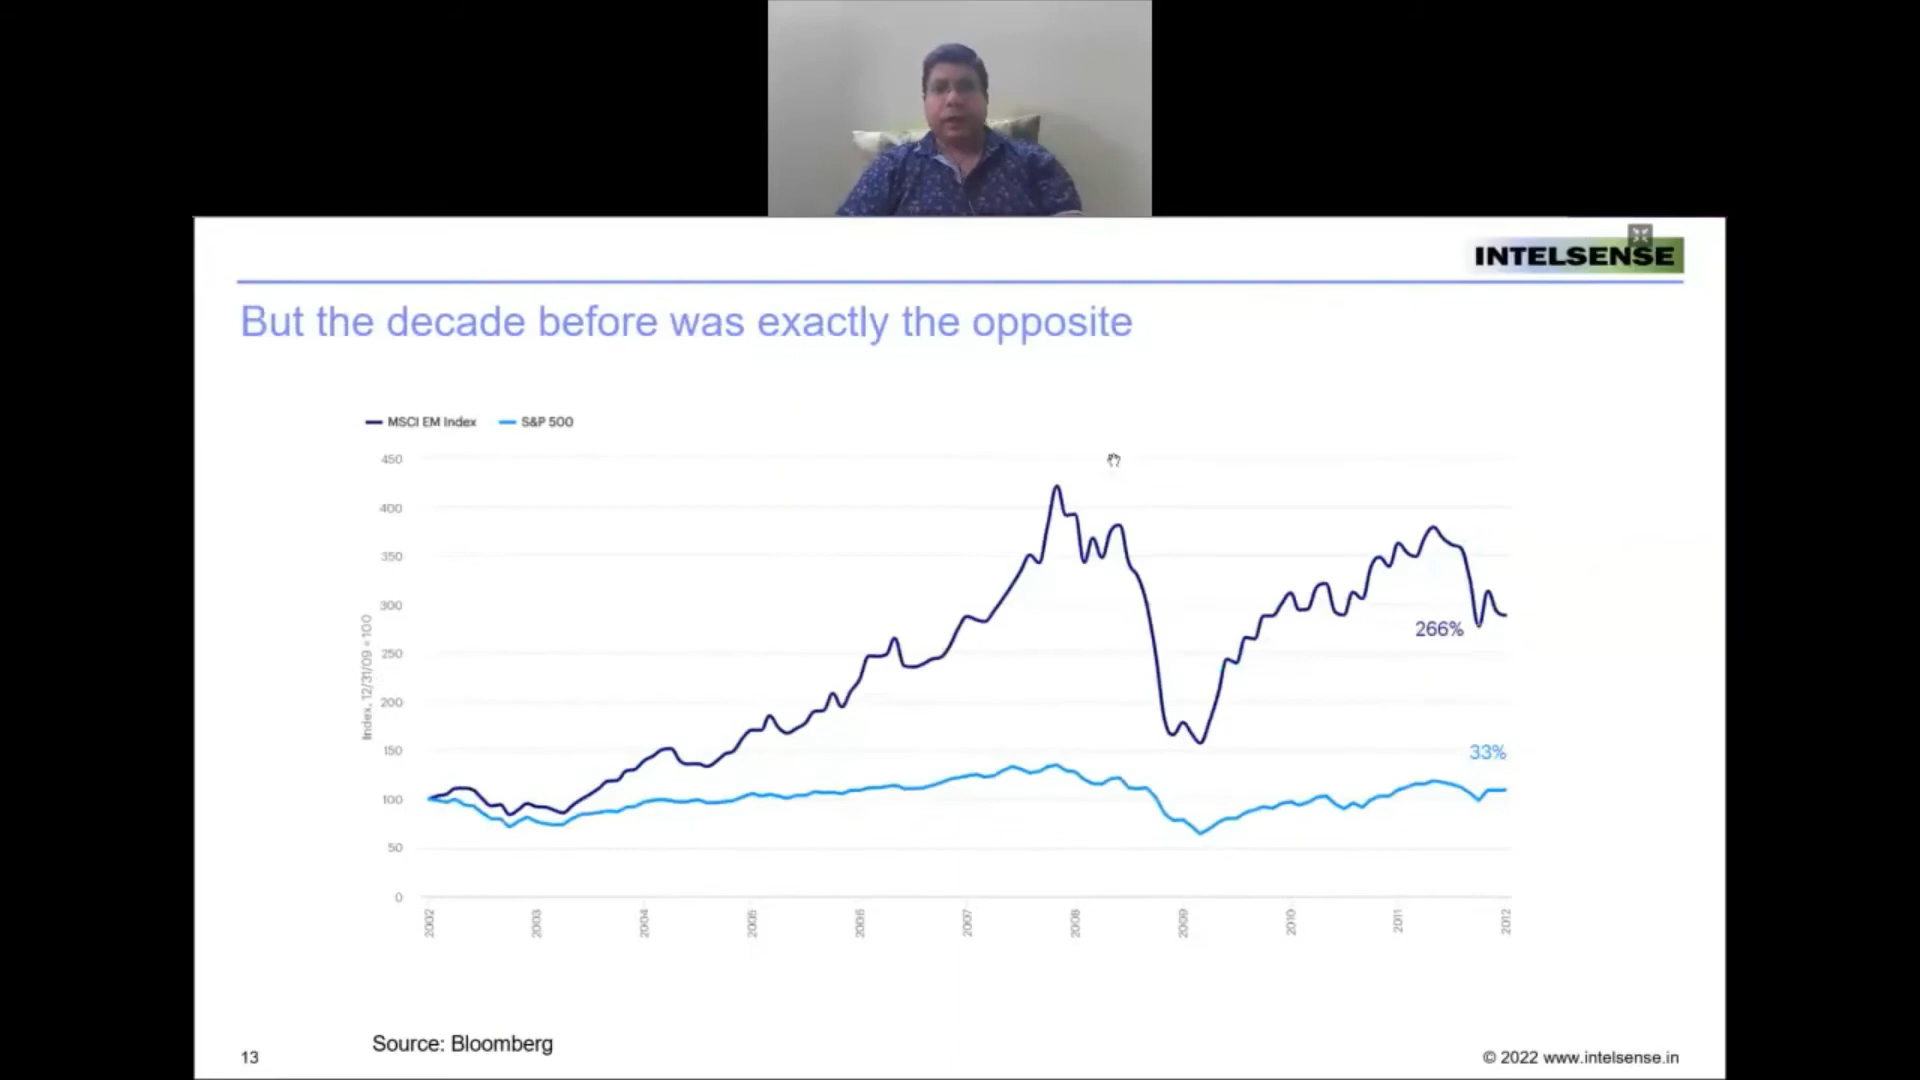 INTELSENSE
But the decade before was exactly the opposite
MSCI EM Index S&P 500
450
400
350
300
250
200
150
100
50
0
Index, 12/31/09 =100
266%
33%
2002 2003 2004 2005 2006 2007 2008 2009 2010 2011 2012
Source: Bloomberg
13
© 2022 www.intelsense.in